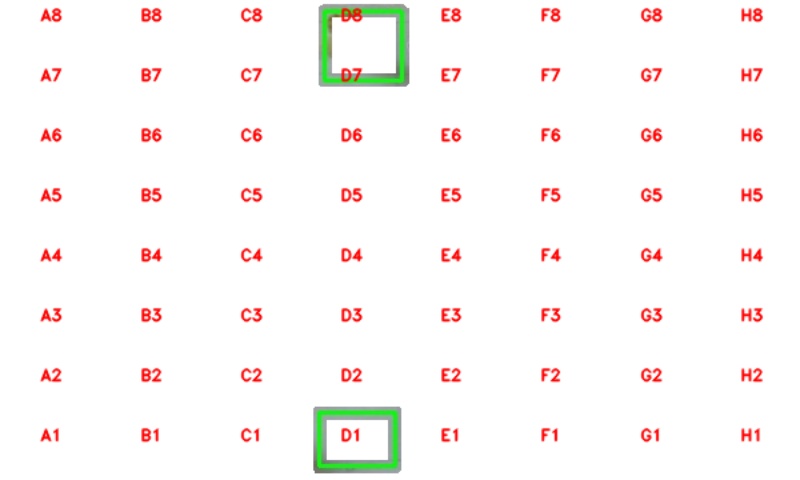 A8 B8 C8 D8 E8 F8 G8 H8
A7 B7 C7 D7 E7 F7 G7 H7
A6 B6 C6 D6 E6 F6 G6 H6
A5 B5 C5 D5 E5 F5 G5 H5
A4 B4 C4 D4 E4 F4 G4 H4
A3 B3 C3 D3 E3 F3 G3 H3
A2 B2 C2 D2 E2 F2 G2 H2
A1 B1 C1 D1 E1 F1 G1 H1